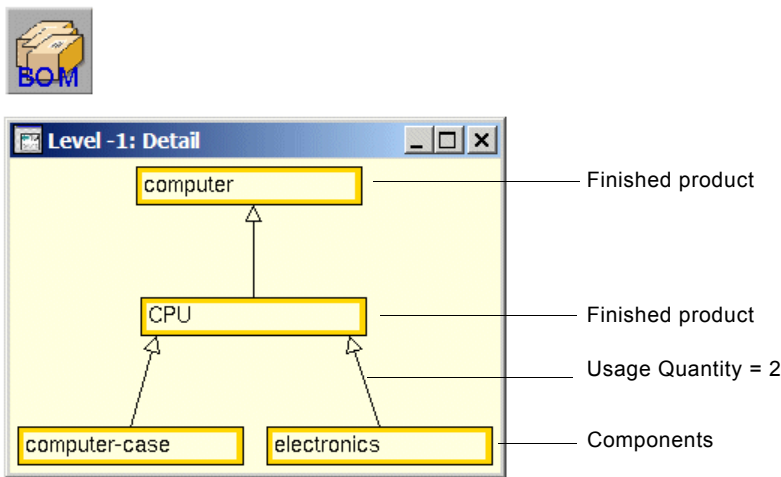 BOM
Level -1: Detail
computer
Finished product
CPU
Finished product
Usage Quantity = 2
computer-case
electronics
Components